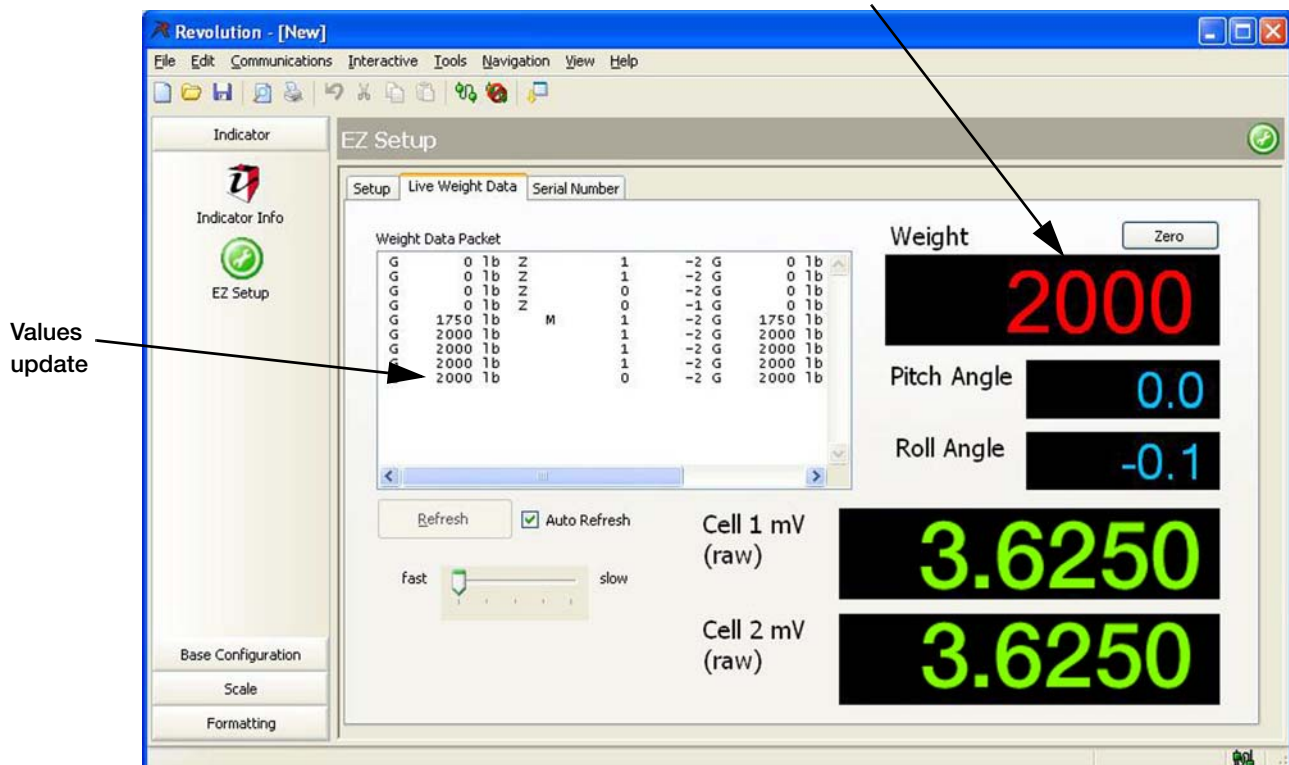 Revolution - [New]
File Edit Communications Interactive Tools Navigation View Help
Indicator
Indicator Info
EZ Setup
Base Configuration
Scale
Formatting
EZ Setup
Setup Live Weight Data Serial Number
Weight Data Packet
G 0 lb Z 1 -2 G 0 lb
G 0 lb Z 1 -2 G 0 lb
G 0 lb Z 0 -2 G 0 lb
G 0 lb Z 0 -1 G 0 lb
G 1750 lb M 1 -2 G 1750 lb
G 2000 lb 1 -2 G 2000 lb
G 2000 lb 1 -2 G 2000 lb
G 2000 lb 1 -2 G 2000 lb
2000 lb 0 -2 G 2000 lb
Refresh
Auto Refresh
fast slow
Weight
Zero
2000
Pitch Angle
0.0
Roll Angle
-0.1
Cell 1 mV
(raw)
3.6250
Cell 2 mV
(raw)
3.6250
Values
update